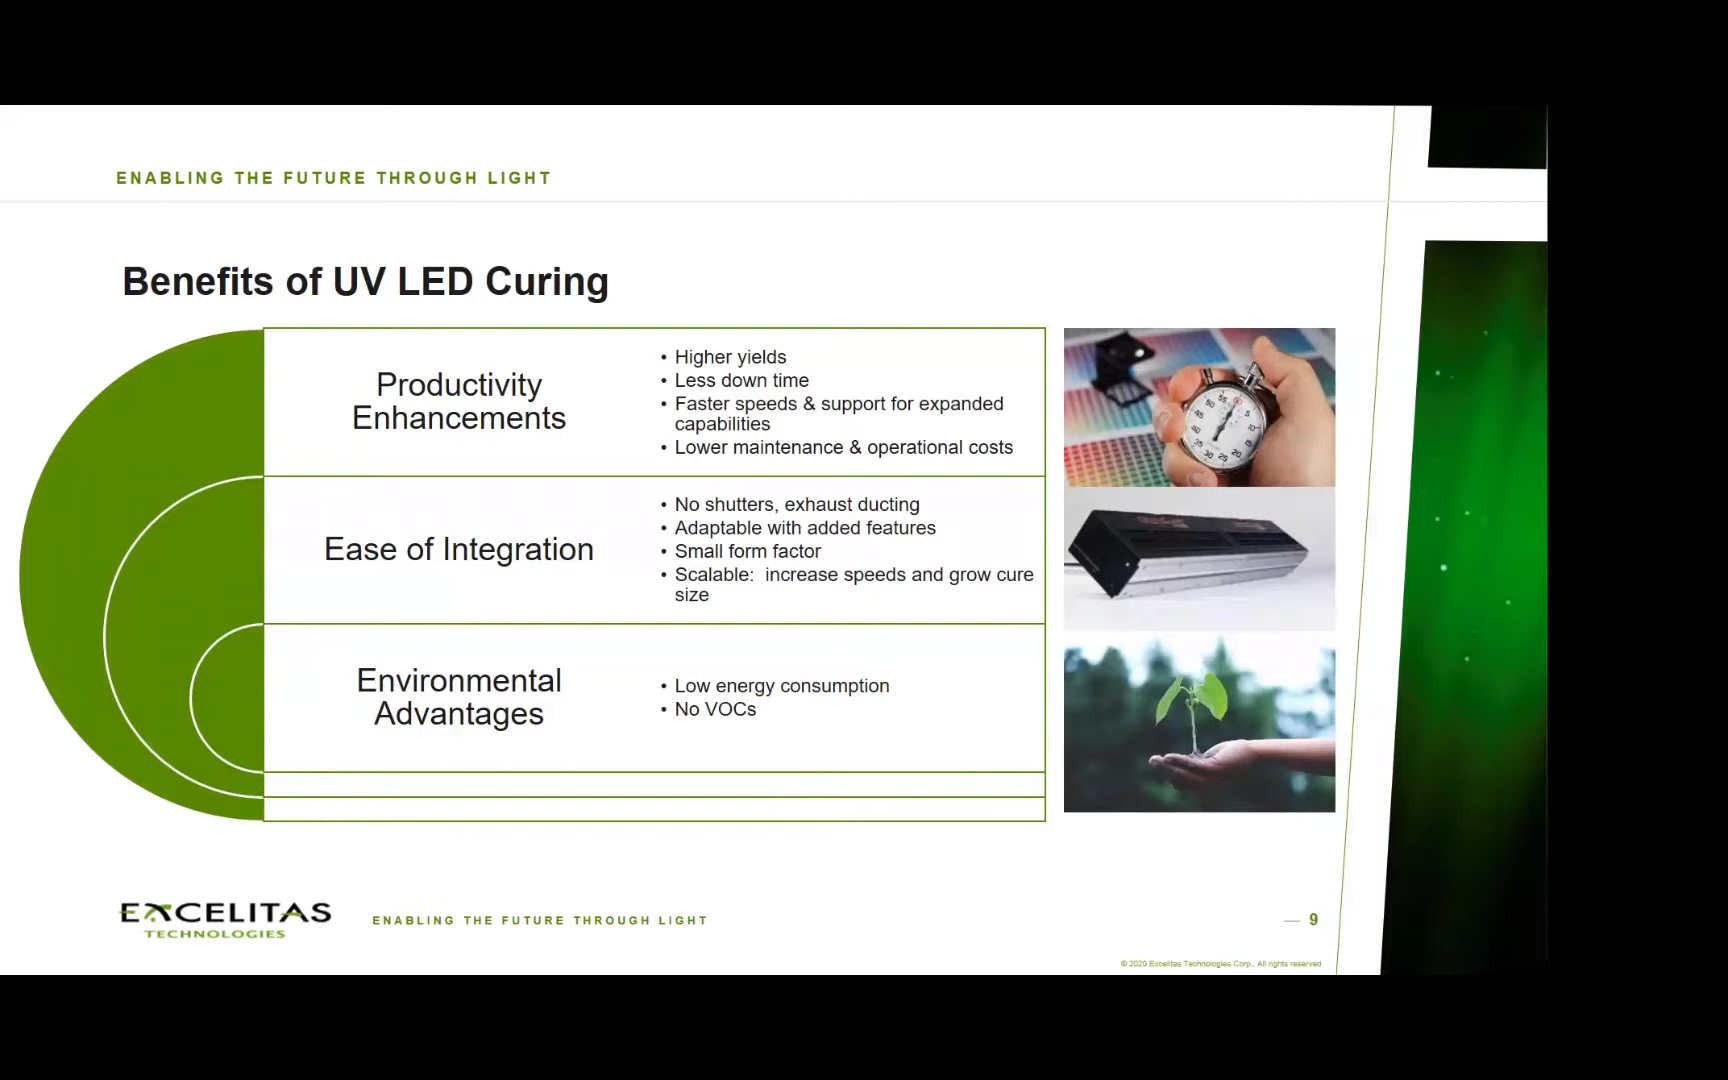 ENABLING THE FUTURE THROUGH LIGHT
Benefits of UV LED Curing
Productivity
Enhancements
• Higher yields
• Less down time
• Faster speeds & support for expanded
capabilities
• Lower maintenance & operational costs
Ease of Integration
• No shutters, exhaust ducting
• Adaptable with added features
• Small form factor
• Scalable:  increase speeds and grow cure
size
Environmental
Advantages
• Low energy consumption
• No VOCs
EXCELITAS
TECHNOLOGIES
ENABLING THE FUTURE THROUGH LIGHT
— 9
© 2020 Excelitas Technologies Corp., All rights reserved